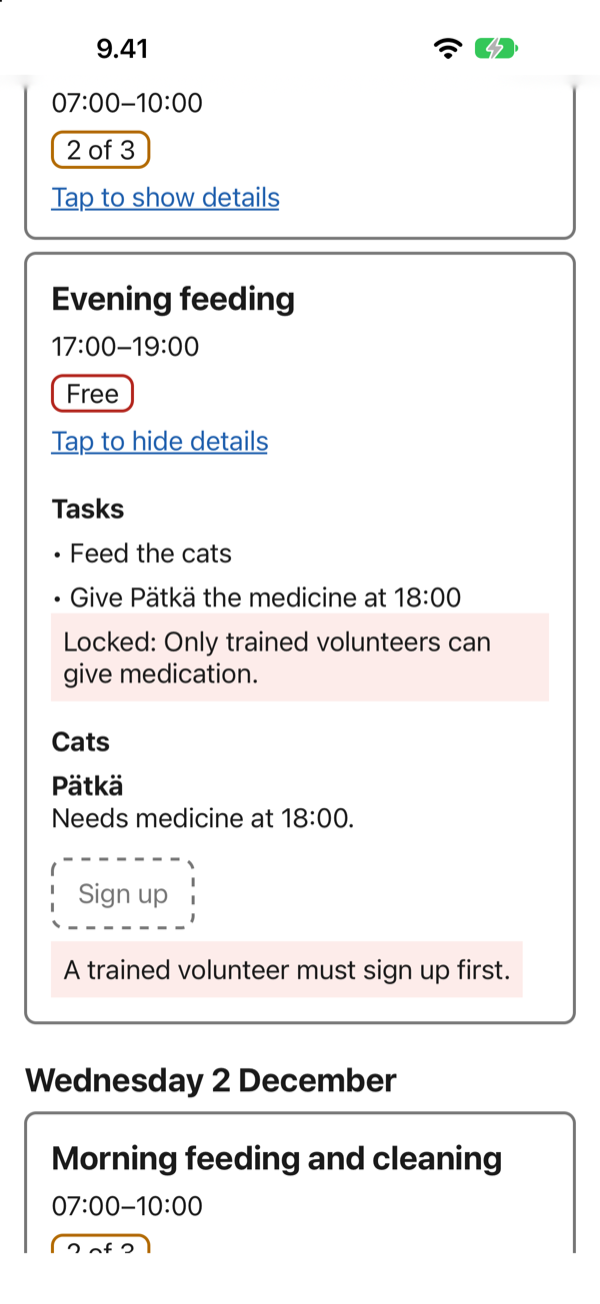 9.41
07:00–10:00
2 of 3
Tap to show details
Evening feeding
17:00–19:00
Free
Tap to hide details
Tasks
• Feed the cats
• Give Pätkä the medicine at 18:00
Locked: Only trained volunteers can
give medication.
Cats
Pätkä
Needs medicine at 18:00.
Sign up
A trained volunteer must sign up first.
Wednesday 2 December
Morning feeding and cleaning
07:00–10:00